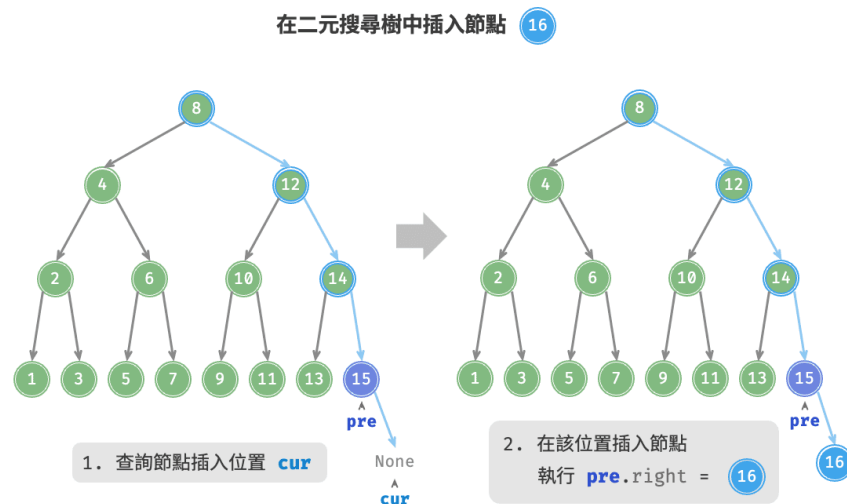 在二元搜尋樹中插入節點 16
8
4 12
2 6 10 14
1 3 5 7 9 11 13 15
pre
1. 查詢節點插入位置 cur
None
cur
8
4 12
2 6 10 14
1 3 5 7 9 11 13 15
pre
2. 在該位置插入節點
執行 pre.right = 16
16